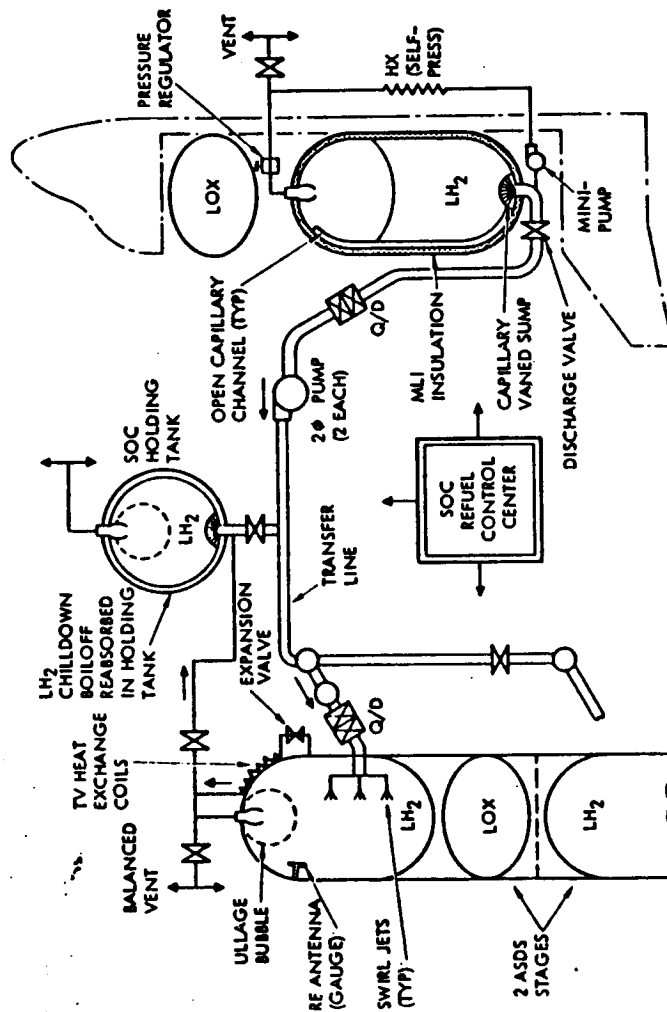 LH2
CHILLDOWN
BOILOFF
REABSORBED
IN HOLDING
TANK
SOC
HOLDING
TANK
LH2
PRESSURE
REGULATOR
VENT
HX
(SELF-
PRESS)
LOX
LH2
MINI-
PUMP
OPEN CAPILLARY
CHANNEL (TYP)
Q/D
2Φ PUMP
(2 EACH)
MLI
INSULATION
CAPILLARY
VANED SUMP
DISCHARGE VALVE
SOC
REFUEL
CONTROL
CENTER
TRANSFER
LINE
EXPANSION
VALVE
TV HEAT
EXCHANGE
COILS
BALANCED
VENT
ULLAGE
BUBBLE
RE ANTENNA
(GAUGE)
SWIRL JETS
(TYP)
Q/D
LH2
LOX
LH2
2 ASDS
STAGES